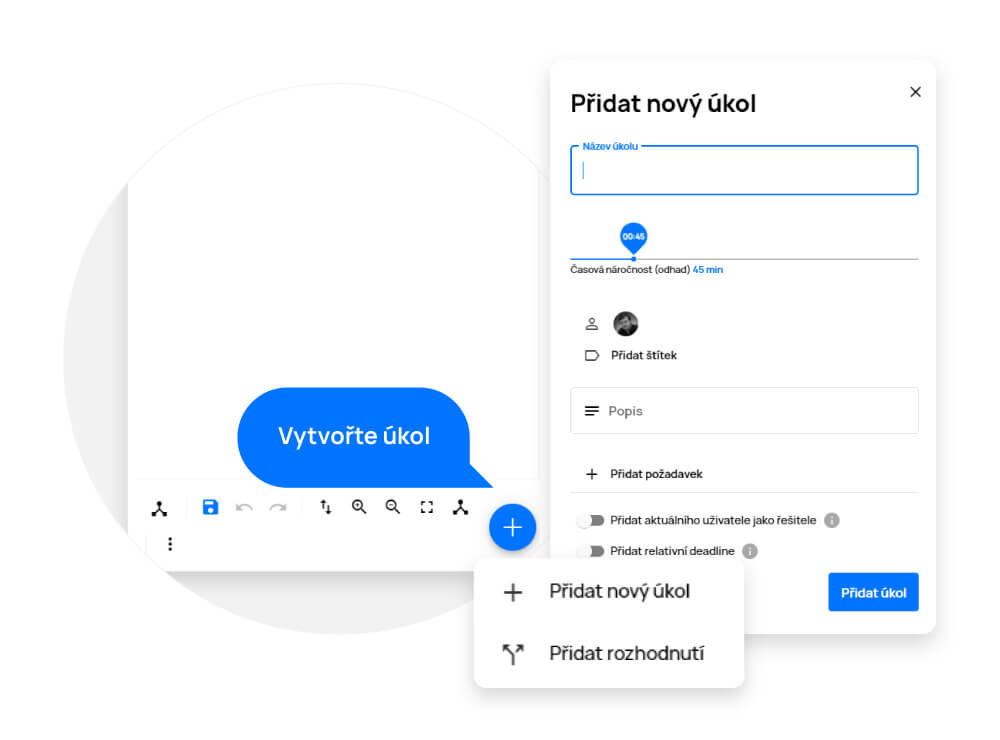 Přidat nový úkol
Název úkolu
00:45
Časová náročnost (odhad) 45 min
Přidat štítek
Popis
Přidat požadavek
Přidat aktuálního uživatele jako řešitele
Přidat relativní deadline
Přidat úkol
Vytvořte úkol
Přidat nový úkol
Přidat rozhodnutí